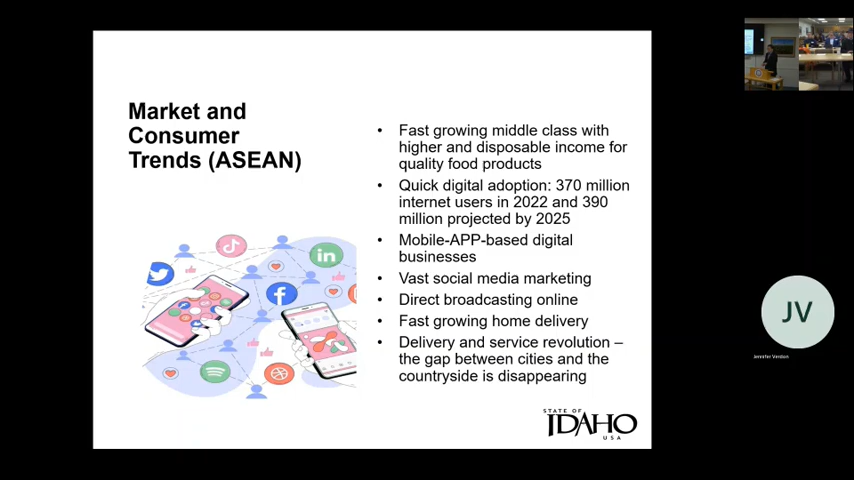 Market and
Consumer
Trends (ASEAN)
• Fast growing middle class with
higher and disposable income for
quality food products
• Quick digital adoption: 370 million
internet users in 2022 and 390
million projected by 2025
• Mobile-APP-based digital
businesses
• Vast social media marketing
• Direct broadcasting online
• Fast growing home delivery
• Delivery and service revolution –
the gap between cities and the
countryside is disappearing
in
f
STATE OF
IDAHO
USA
JV
Jennifer Verdon